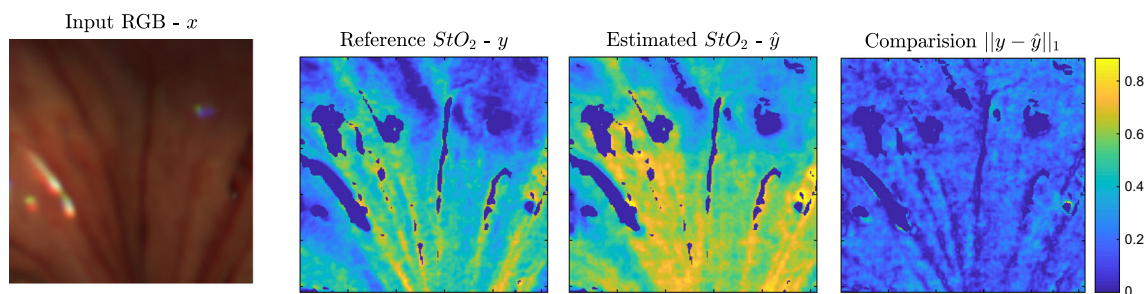 Input RGB - x
Reference StO₂ - y
Estimated StO₂ - ŷ
Comparision ||y − ŷ||₁
0.8
0.6
0.4
0.2
0